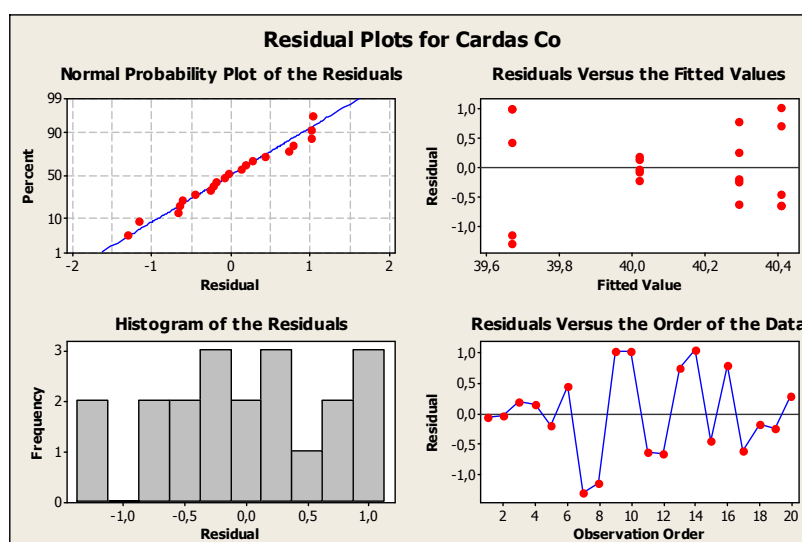 Residual Plots for Cardas Co
Normal Probability Plot of the Residuals
99
90
50
10
1
Percent
-2 -1 0 1 2
Residual
Residuals Versus the Fitted Values
1,0
0,5
0,0
-0,5
-1,0
Residual
39,6 39,8 40,0 40,2 40,4
Fitted Value
Histogram of the Residuals
3
2
1
0
Frequency
-1,0 -0,5 0,0 0,5 1,0
Residual
Residuals Versus the Order of the Data
1,0
0,5
0,0
-0,5
-1,0
Residual
2 4 6 8 10 12 14 16 18 20
Observation Order